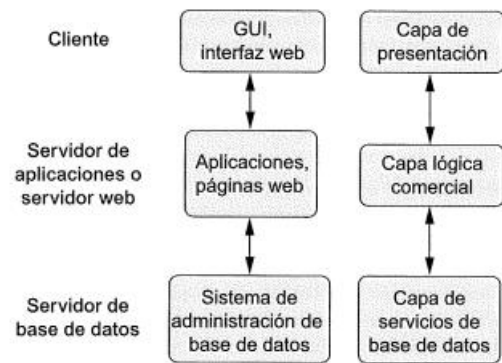 Cliente
GUI,
interfaz web
Capa de
presentación
Servidor de
aplicaciones o
servidor web
Aplicaciones,
páginas web
Capa lógica
comercial
Servidor de
base de datos
Sistema de
administración de
base de datos
Capa de
servicios de
base de datos